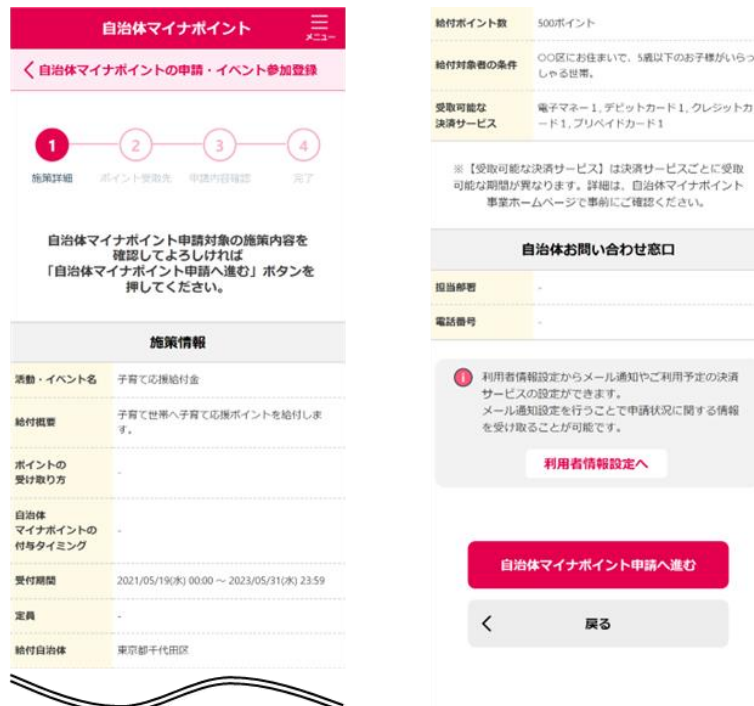 自治体マイナポイント
メニュー
自治体マイナポイントの申請・イベント参加登録
1
2
3
4
施策詳細
ポイント受取先
申請内容確認
完了
自治体マイナポイント申請対象の施策内容を
確認してよろしければ
「自治体マイナポイント申請へ進む」ボタンを
押してください。
施策情報
活動・イベント名
子育て応援給付金
給付概要
子育て世帯へ子育て応援ポイントを給付しま
す。
ポイントの
受け取り方
-
自治体
マイナポイントの
付与タイミング
-
受付期間
2021/05/19(水) 00:00 ~ 2023/05/31(水) 23:59
定員
-
給付自治体
東京都千代田区
給付ポイント数
500ポイント
給付対象者の条件
〇〇区にお住まいで、5歳以下のお子様がいらっ
しゃる世帯。
受取可能な
決済サービス
電子マネー1, デビットカード1, クレジットカ
ード1, プリペイドカード1
※【受取可能な決済サービス】は決済サービスごとに受取
可能な期間が異なります。詳細は、自治体マイナポイント
事業ホームページで事前にご確認ください。
自治体お問い合わせ窓口
担当部署
-
電話番号
-
利用者情報設定からメール通知やご利用予定の決済
サービスの設定ができます。
メール通知設定を行うことで申請状況に関する情報
を受け取ることが可能です。
利用者情報設定へ
自治体マイナポイント申請へ進む
戻る